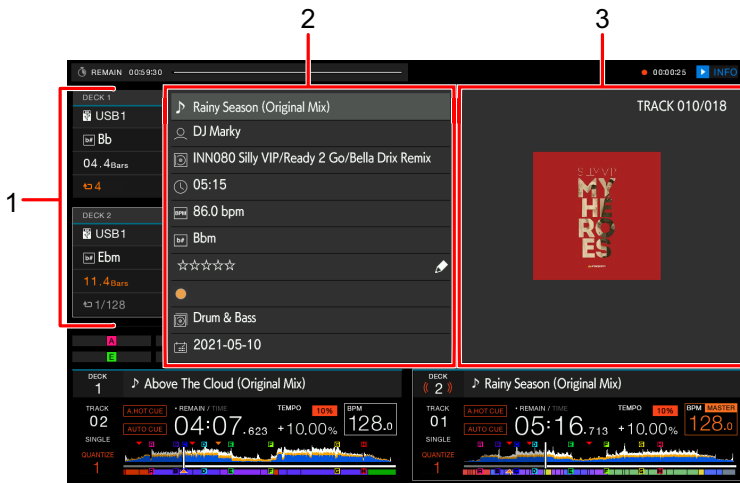 2
3
1
REMAIN 00:59:30
00:00:25 INFO
DECK 1
USB1
Bb
04.4Bars
4
DECK 2
USB1
Ebm
11.4Bars
1/128
A
E
Rainy Season (Original Mix)
DJ Marky
INN080 Silly VIP/Ready 2 Go/Bella Drix Remix
05:15
BPM 86.0 bpm
Bbm
☆☆☆☆☆
Drum & Bass
2021-05-10
TRACK 010/018
MY
HE
RO
ES
DECK
1
Above The Cloud (Original Mix)
TRACK
02
SINGLE
QUANTIZE
1
A.HOT CUE
AUTO CUE
REMAIN / TIME
04:07.623
TEMPO 10%
+10.00%
BPM
128.0
A B C D E F G H
B D E F G
DECK
2
Rainy Season (Original Mix)
TRACK
01
SINGLE
QUANTIZE
1
A.HOT CUE
AUTO CUE
REMAIN / TIME
05:16.713
TEMPO 10%
+10.00%
BPM MASTER
128.0